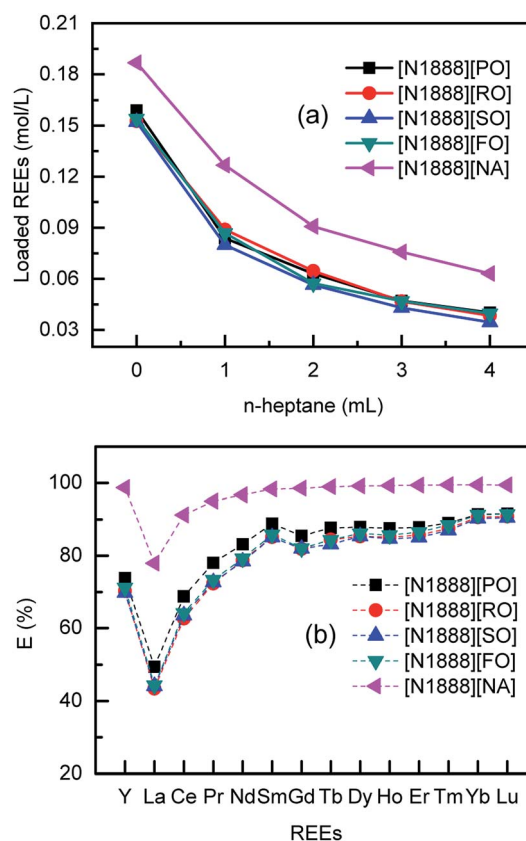 0.21
0.18
0.15
0.12
0.09
0.06
0.03
Loaded REEs (mol/L)
[N1888][PO]
[N1888][RO]
[N1888][SO]
[N1888][FO]
[N1888][NA]
(a)
0 1 2 3 4
n-heptane (mL)
100
80
60
40
20
E (%)
(b)
[N1888][PO]
[N1888][RO]
[N1888][SO]
[N1888][FO]
[N1888][NA]
Y La Ce Pr Nd Sm Gd Tb Dy Ho Er Tm Yb Lu
REEs